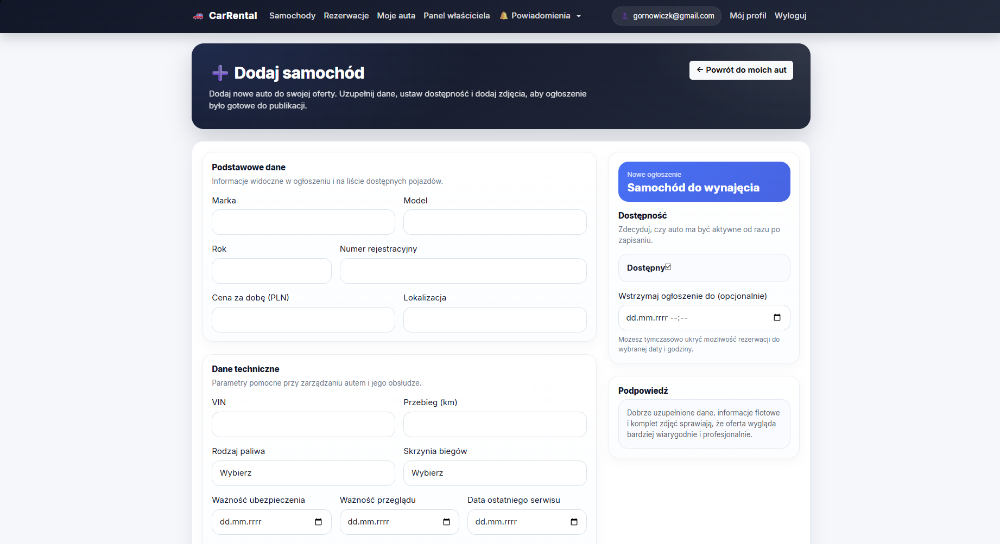 CarRental Samochody Rezerwacje Moje auta Panel właściciela Powiadomienia gornowiczk@gmail.com Mój profil Wyloguj
Dodaj samochód
← Powrót do moich aut
Dodaj nowe auto do swojej oferty. Uzupełnij dane, ustaw dostępność i dodaj zdjęcia, aby ogłoszenie
było gotowe do publikacji.
Podstawowe dane
Informacje widoczne w ogłoszeniu i na liście dostępnych pojazdów.
Marka Model
Rok Numer rejestracyjny
Cena za dobę (PLN) Lokalizacja
Dane techniczne
Parametry pomocne przy zarządzaniu autem i jego obsłudze.
VIN Przebieg (km)
Rodzaj paliwa Skrzynia biegów
Wybierz Wybierz
Ważność ubezpieczenia Ważność przeglądu Data ostatniego serwisu
dd.mm.rrrr dd.mm.rrrr dd.mm.rrrr
Nowe ogłoszenie
Samochód do wynajęcia
Dostępność
Zdecyduj, czy auto ma być aktywne od razu po
zapisaniu.
Dostępny
Wstrzymaj ogłoszenie do (opcjonalnie)
dd.mm.rrrr --:--
Możesz tymczasowo ukryć możliwość rezerwacji do
wybranej daty i godziny.
Podpowiedź
Dobrze uzupełnione dane, informacje flotowe
i komplet zdjęć sprawiają, że oferta wygląda
bardziej wiarygodnie i profesjonalnie.